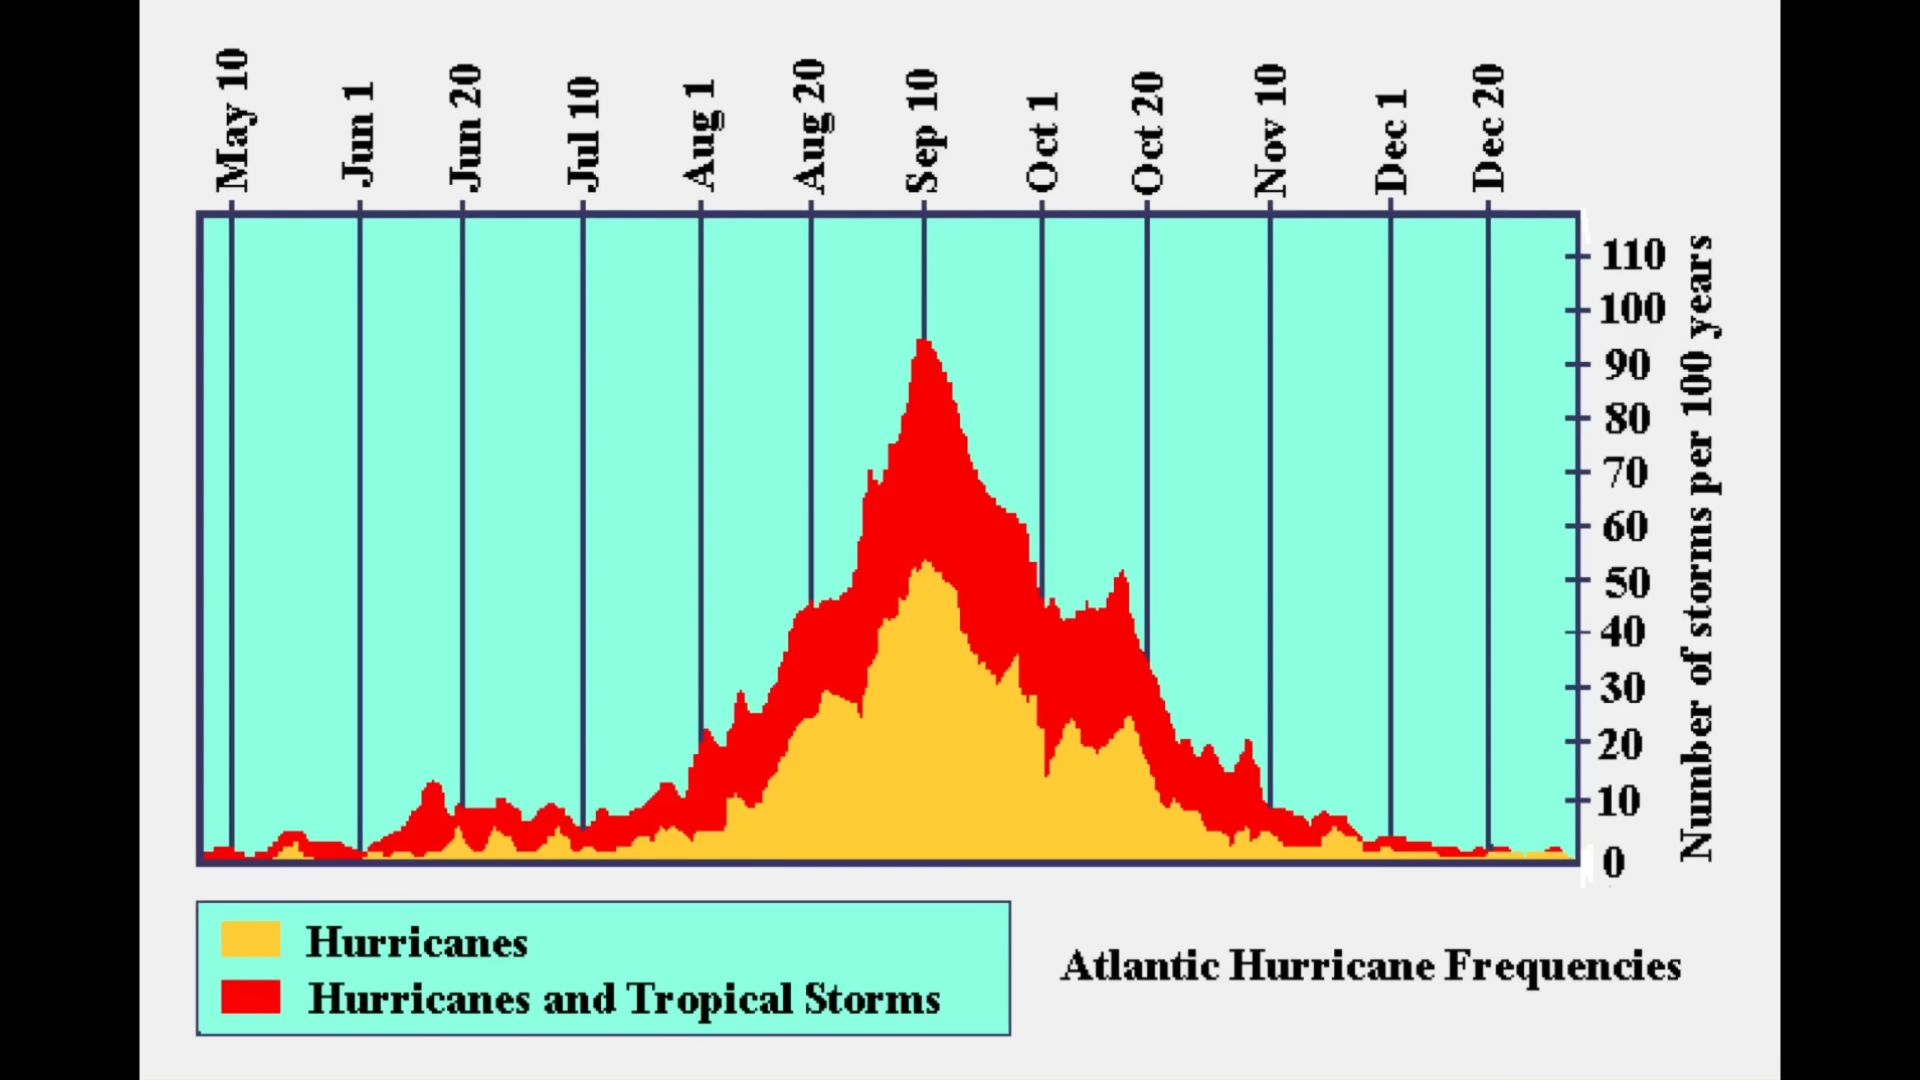 May 10
Jun 1
Jun 20
Jul 10
Aug 1
Aug 20
Sep 10
Oct 1
Oct 20
Nov 10
Dec 1
Dec 20
110
100
90
80
70
60
50
40
30
20
10
0
Number of storms per 100 years
Hurricanes
Hurricanes and Tropical Storms
Atlantic Hurricane Frequencies